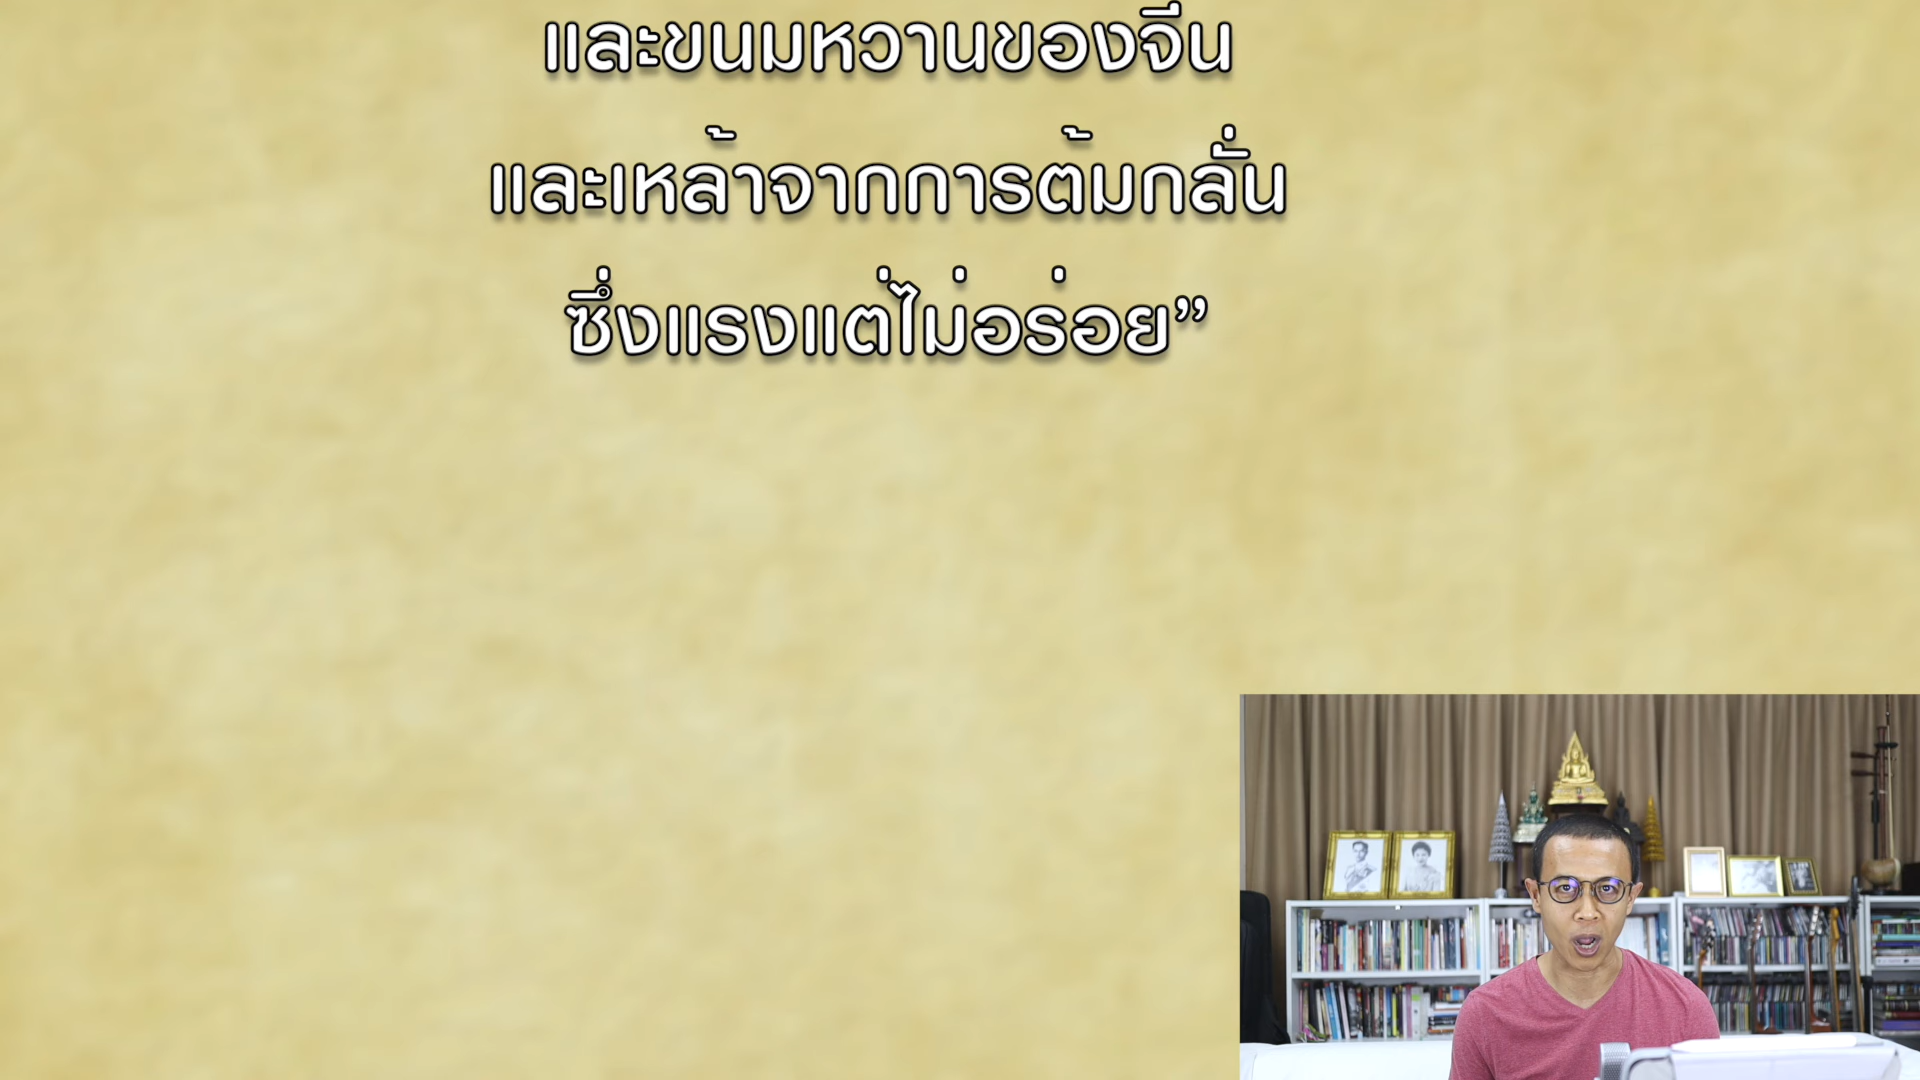 และขนมหวานของจีน
และเหล้าจากการต้มกลั่น
ซึ่งแรงแต่ไม่อร่อย”